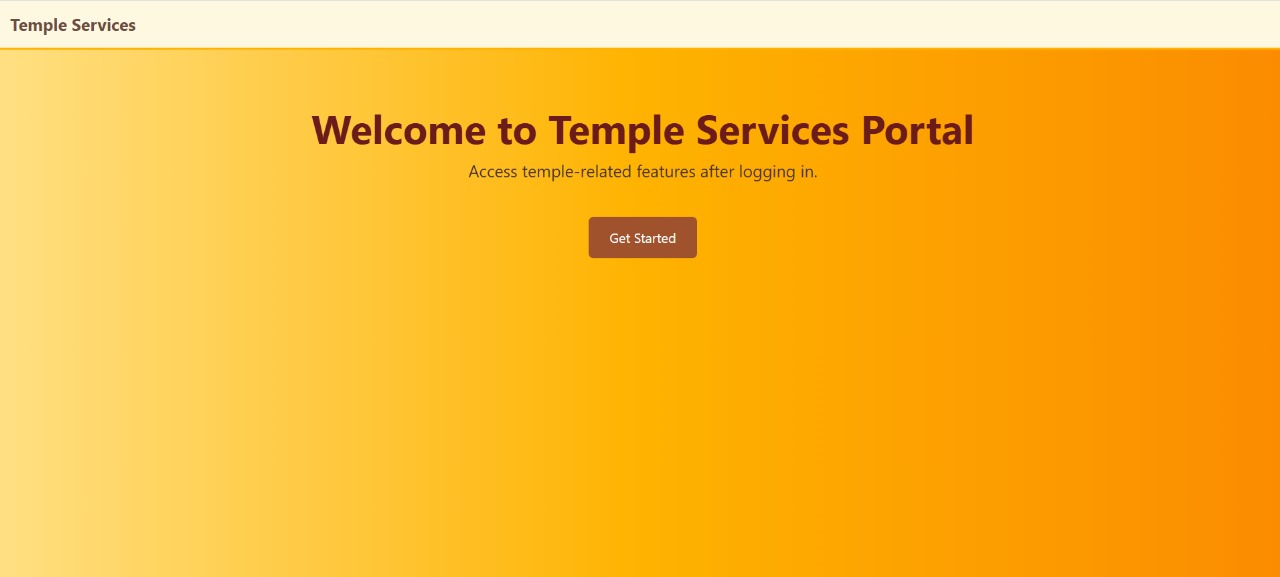 Temple Services
Welcome to Temple Services Portal
Access temple-related features after logging in.
Get Started